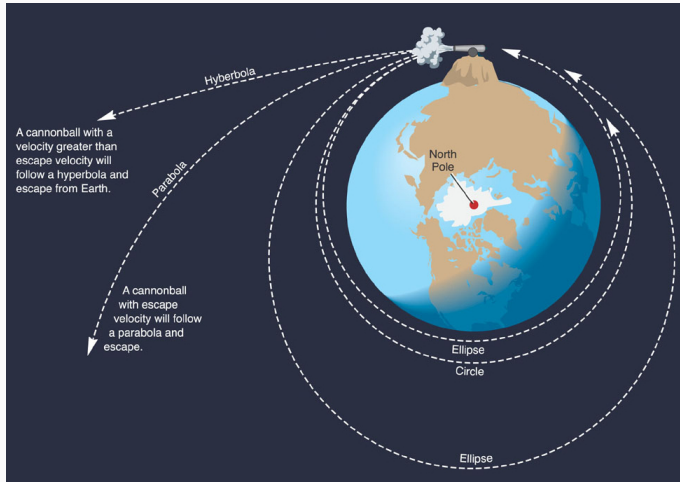 Hyberbola
A cannonball with a
velocity greater than
escape velocity will
follow a hyperbola and
escape from Earth.
Parabola
North
Pole
A cannonball
with escape
velocity will follow
a parabola and
escape.
Ellipse
Circle
Ellipse